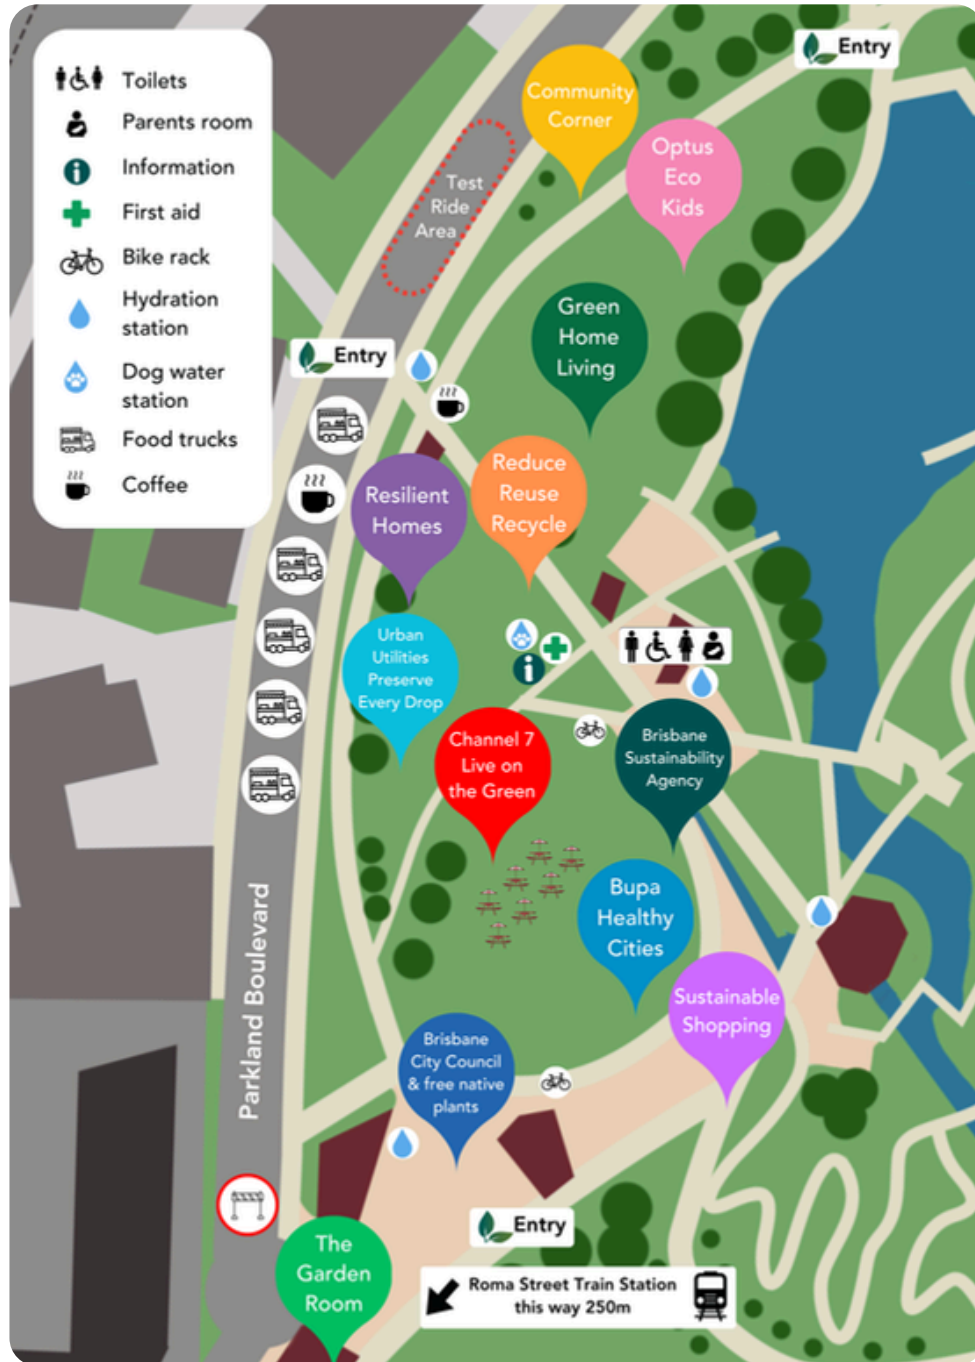 Toilets
Parents room
Information
First aid
Bike rack
Hydration
station
Dog water
station
Food trucks
Coffee
Entry
Community
Corner
Optus
Eco
Kids
Test
Ride
Area
Green
Home
Living
Entry
Reduce
Reuse
Recycle
Resilient
Homes
Urban
Utilities
Preserve
Every Drop
Channel 7
Live on
the Green
Brisbane
Sustainability
Agency
Bupa
Healthy
Cities
Sustainable
Shopping
Parkland Boulevard
Brisbane
City Council
& free native
plants
Entry
The
Garden
Room
Roma Street Train Station
this way 250m